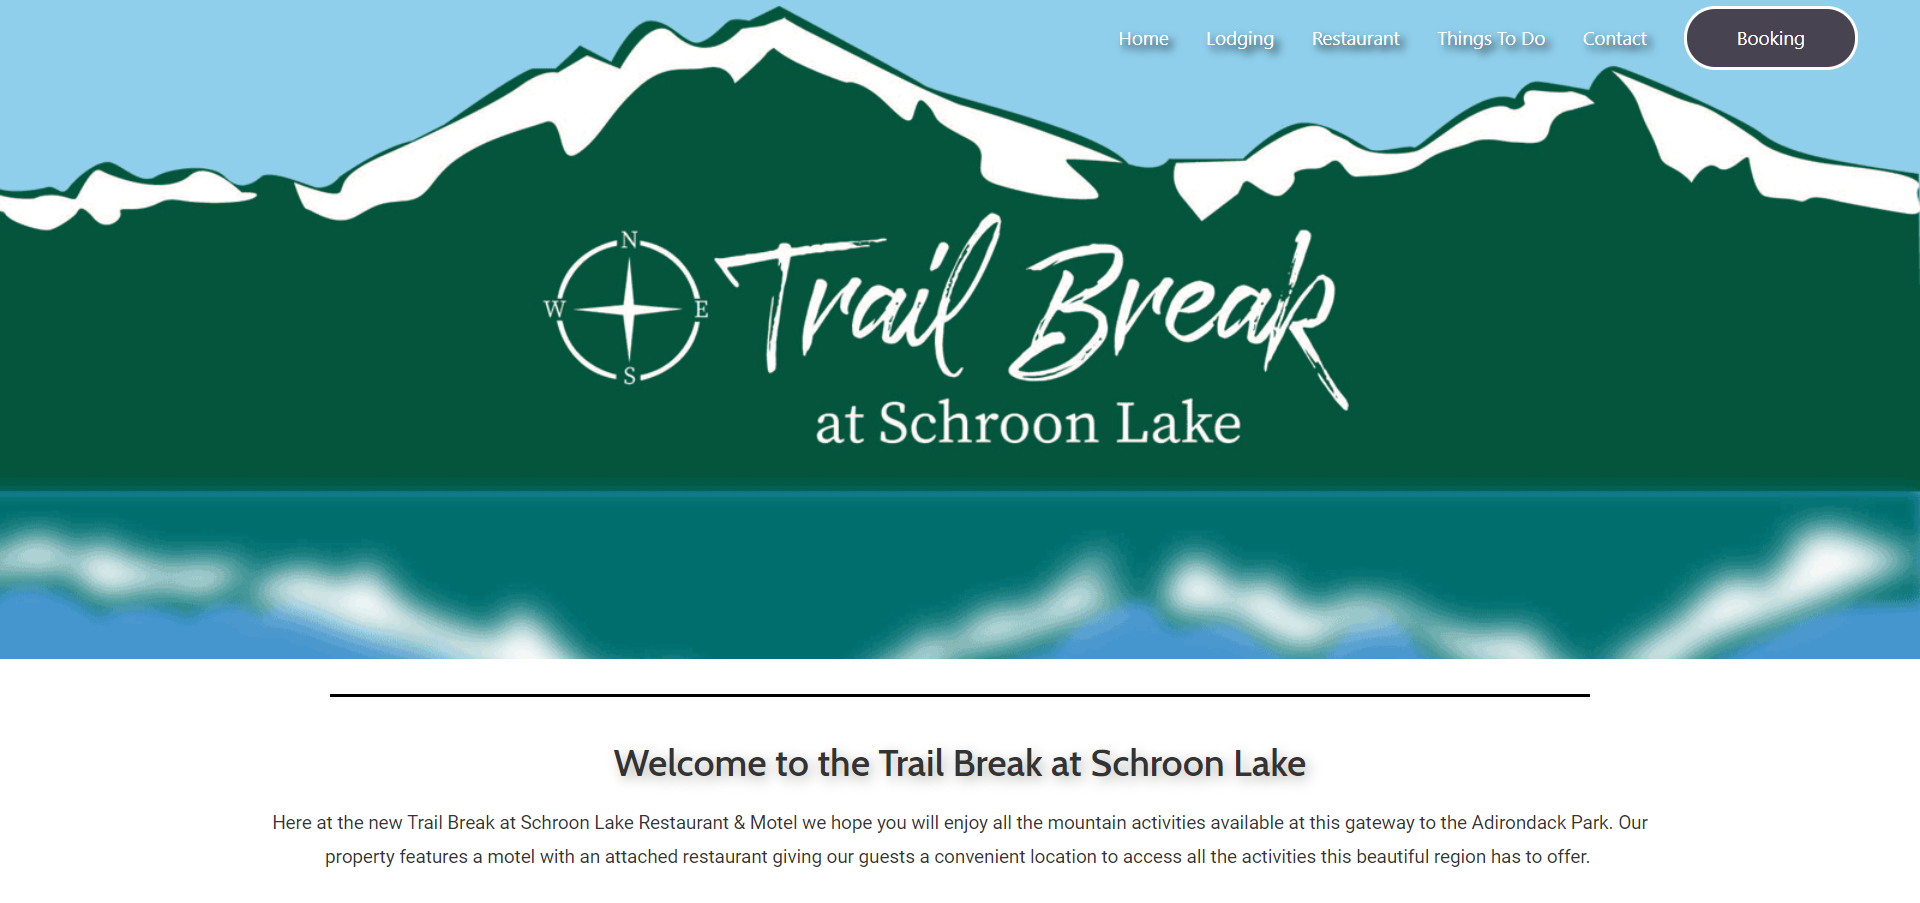 Home Lodging Restaurant Things To Do Contact Booking
N
W E
S
Trail Break
at Schroon Lake
Welcome to the Trail Break at Schroon Lake
Here at the new Trail Break at Schroon Lake Restaurant & Motel we hope you will enjoy all the mountain activities available at this gateway to the Adirondack Park. Our
property features a motel with an attached restaurant giving our guests a convenient location to access all the activities this beautiful region has to offer.